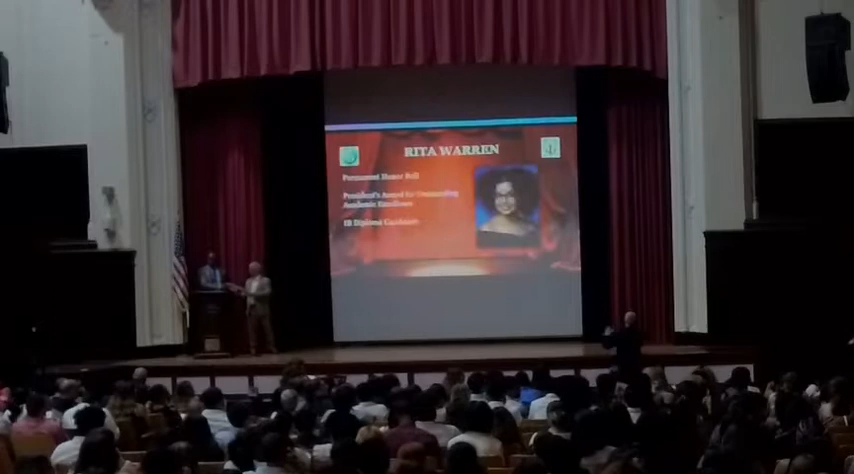 RITA WARREN
Permanent Honor Roll
President's Award for Outstanding
Academic Excellence
IB Diploma Candidate